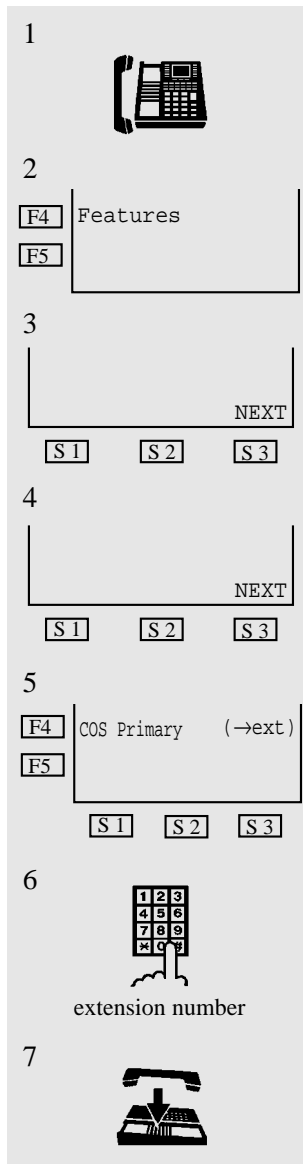 1
2
F4 Features
F5
3
NEXT
S 1 S 2 S 3
4
NEXT
S 1 S 2 S 3
5
F4 COS Primary (→ext)
F5
S 1 S 2 S 3
6
1 2 3
4 5 6
7 8 9
* 0 #
extension number
7